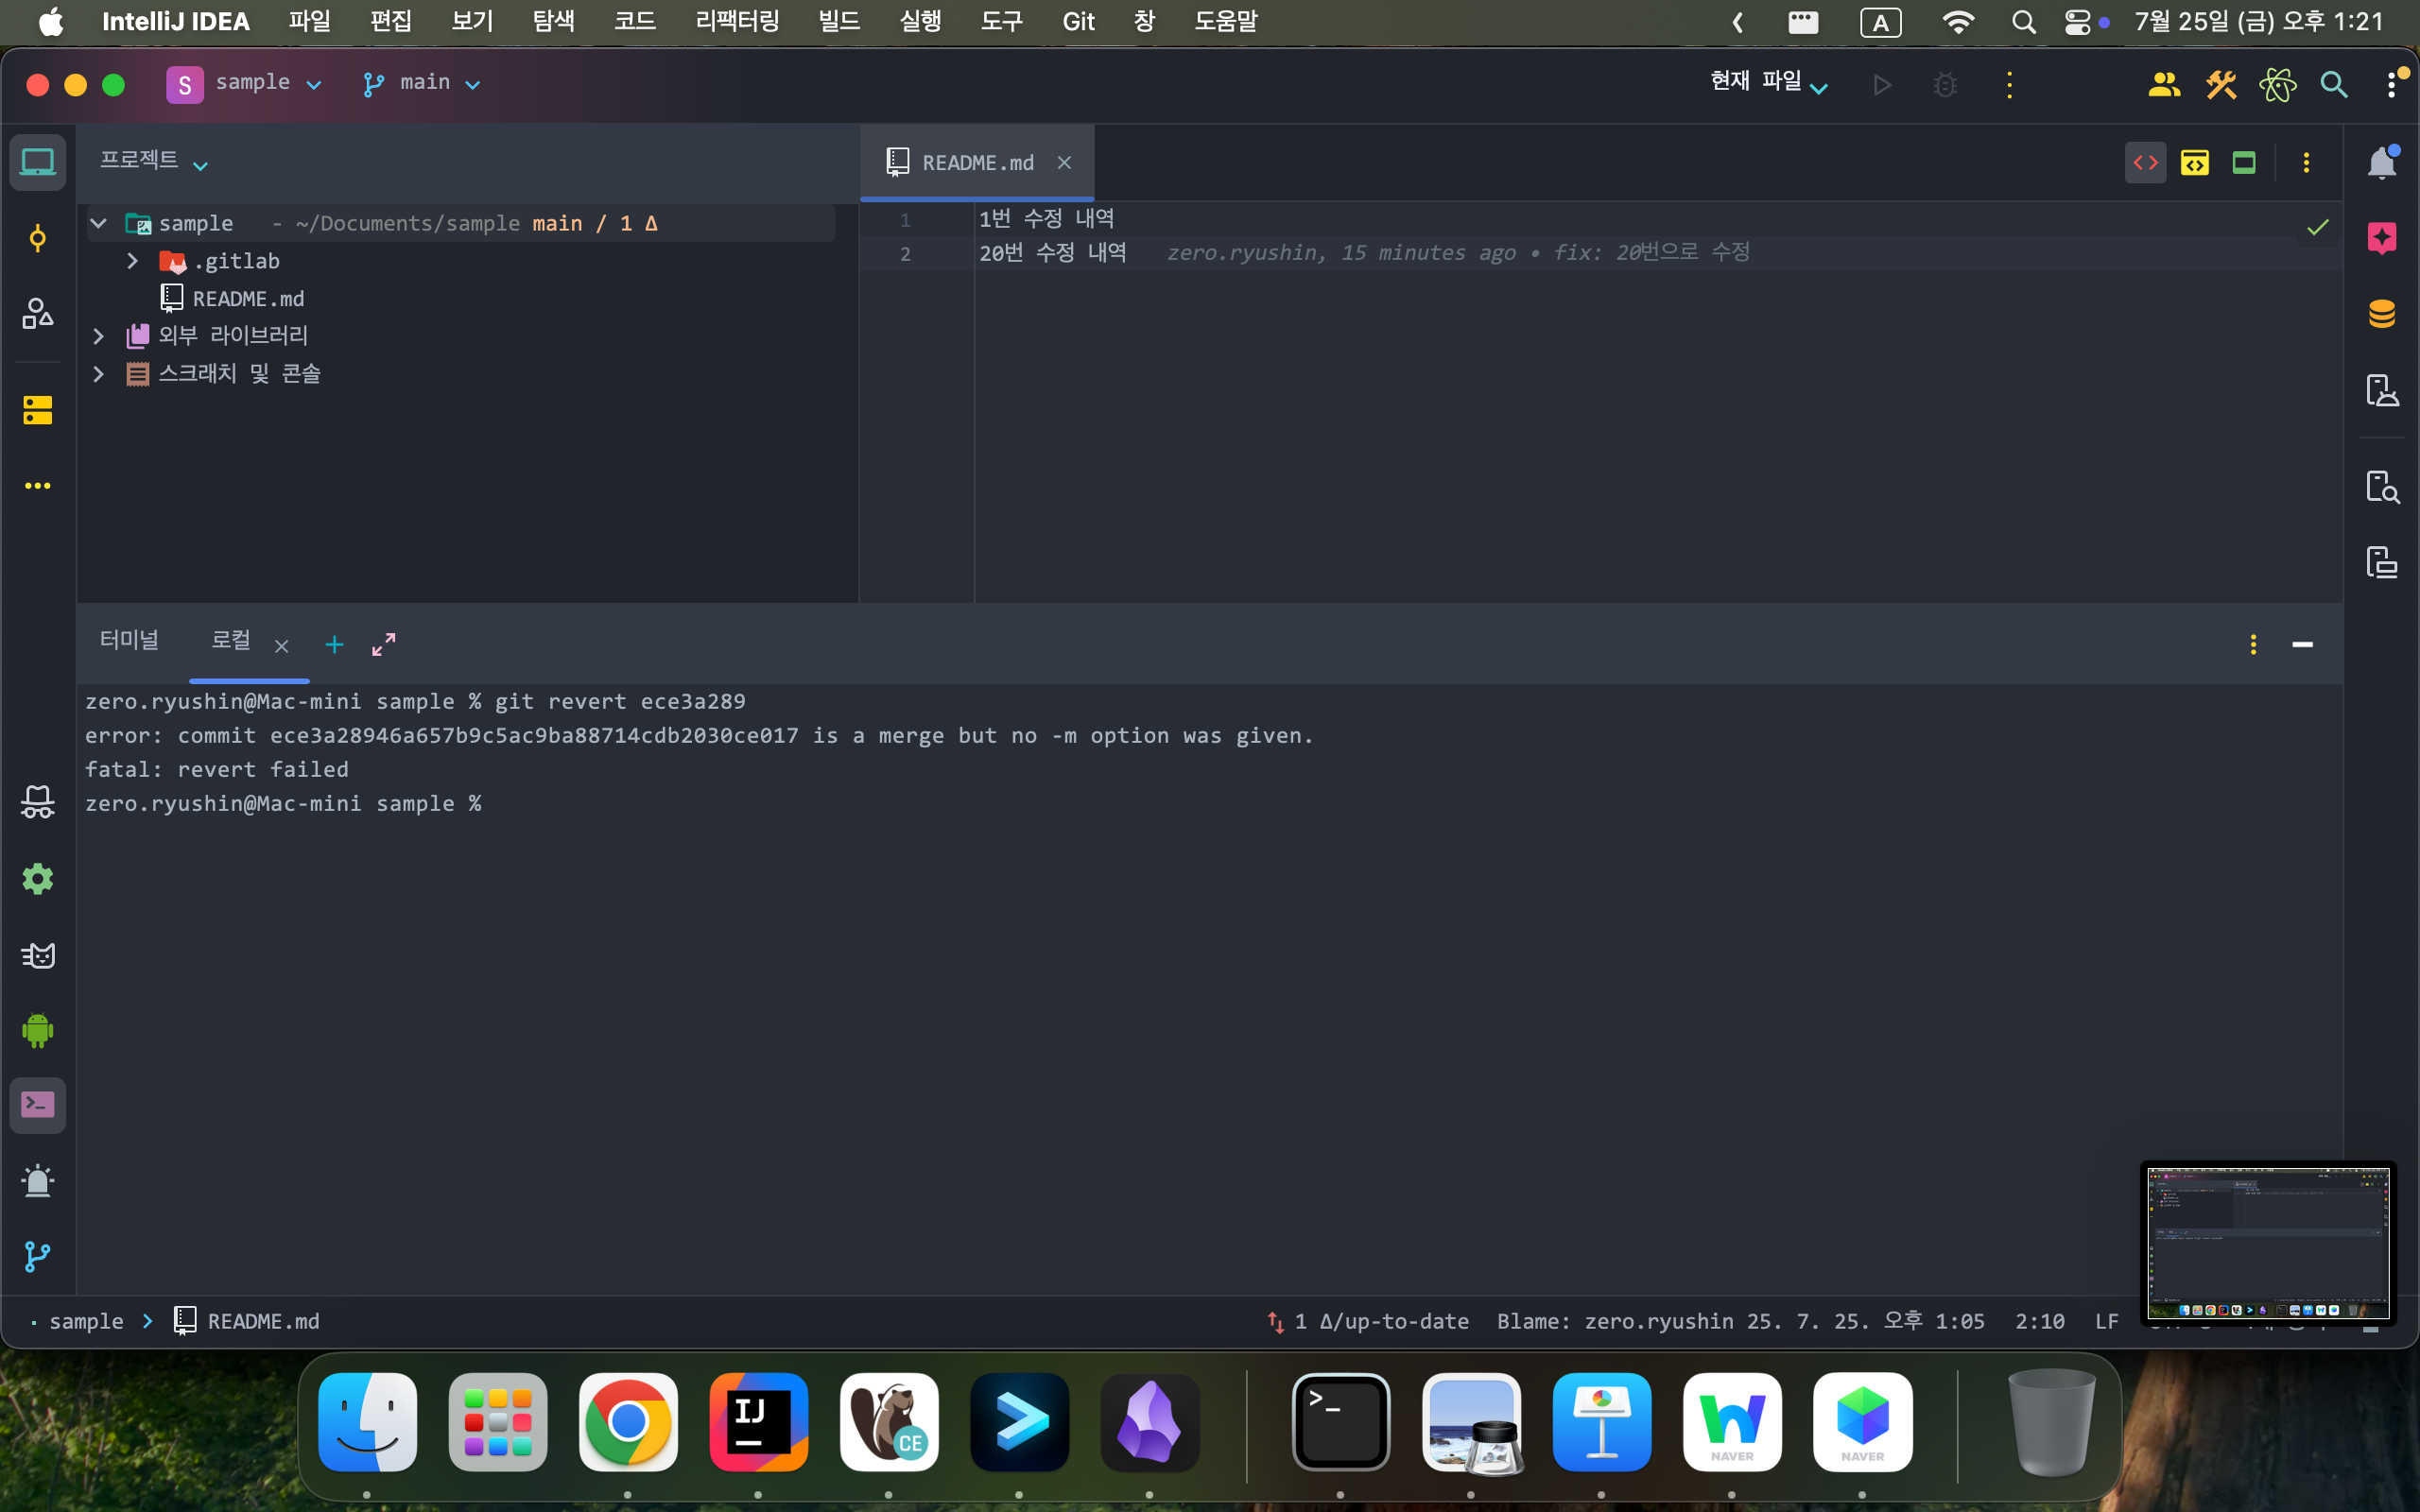 IntelliJ IDEA 파일 편집 보기 탐색 코드 리팩터링 빌드 실행 도구 Git 창 도움말 A 7월 25일 (금) 오후 1:21
S sample main 현재 파일
프로젝트
README.md
sample - ~/Documents/sample main / 1 Δ
.gitlab
README.md
외부 라이브러리
스크래치 및 콘솔
1 1번 수정 내역
2 20번 수정 내역 zero.ryushin, 15 minutes ago • fix: 20번으로 수정
터미널 로컬
zero.ryushin@Mac-mini sample % git revert ece3a289
error: commit ece3a28946a657b9c5ac9ba88714cdb2030ce017 is a merge but no -m option was given.
fatal: revert failed
zero.ryushin@Mac-mini sample %
sample README.md 1 Δ/up-to-date Blame: zero.ryushin 25. 7. 25. 오후 1:05 2:10 LF
IJ
CE
NAVER
NAVER